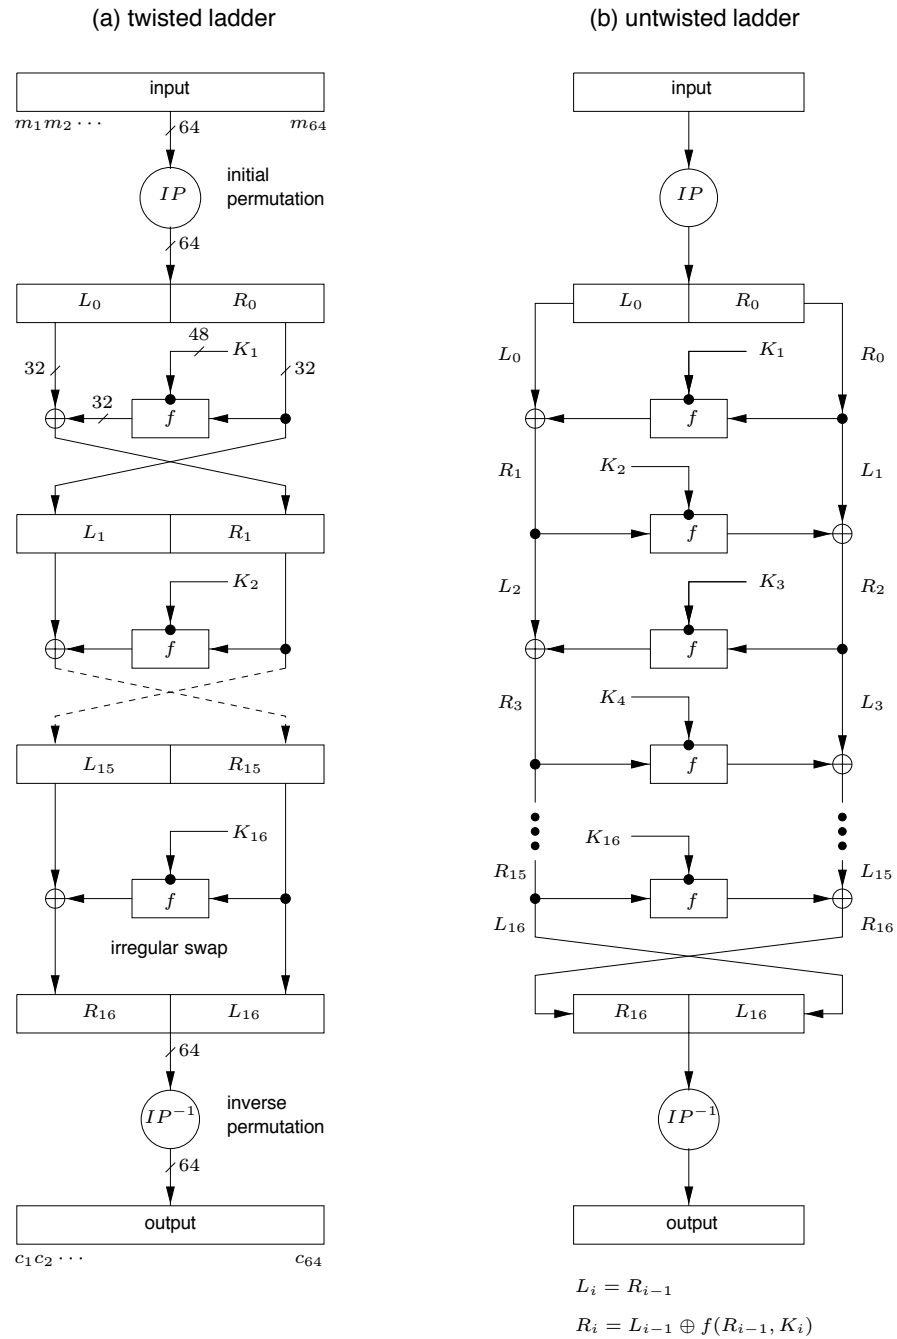 (a) twisted ladder
input
m₁m₂ ··· m₆₄
64
IP
initial
permutation
64
L₀ R₀
48
K₁
32 32
32
f
L₁ R₁
K₂
f
L₁₅ R₁₅
K₁₆
f
irregular swap
R₁₆ L₁₆
64
IP⁻¹
inverse
permutation
64
output
c₁c₂ ··· c₆₄
(b) untwisted ladder
input
IP
L₀ R₀
L₀ K₁ R₀
f
R₁ K₂ L₁
f
L₂ K₃ R₂
f
R₃ K₄ L₃
f
K₁₆
R₁₅ L₁₅
f
L₁₆ R₁₆
R₁₆ L₁₆
IP⁻¹
output
Lᵢ = Rᵢ₋₁
Rᵢ = Lᵢ₋₁ ⊕ f(Rᵢ₋₁, Kᵢ)